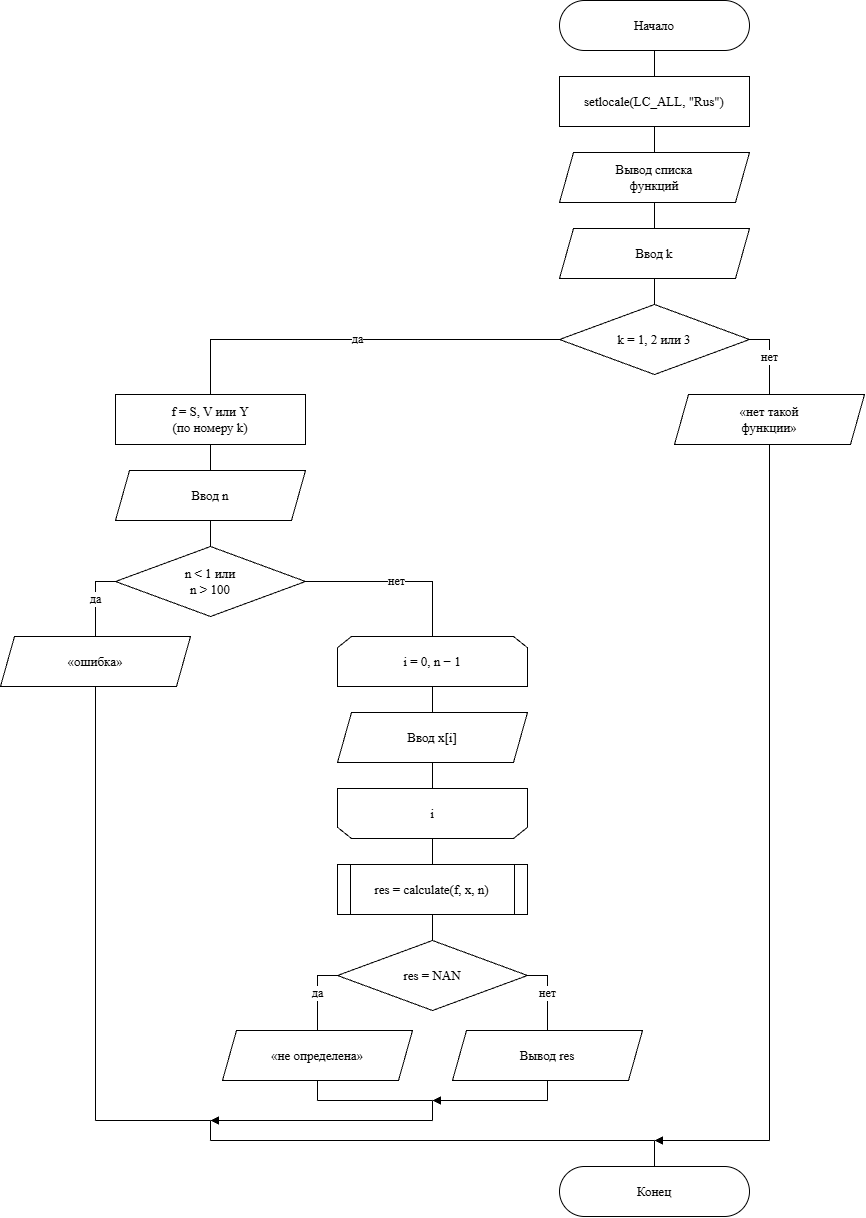 Начало
setlocale(LC_ALL, "Rus")
Вывод списка
функций
Ввод k
k = 1, 2 или 3
да
нет
f = S, V или Y
(по номеру k)
«нет такой
функции»
Ввод n
n < 1 или
n > 100
да
нет
«ошибка»
i = 0, n − 1
Ввод x[i]
i
res = calculate(f, x, n)
res = NAN
да
нет
«не определена»
Вывод res
Конец